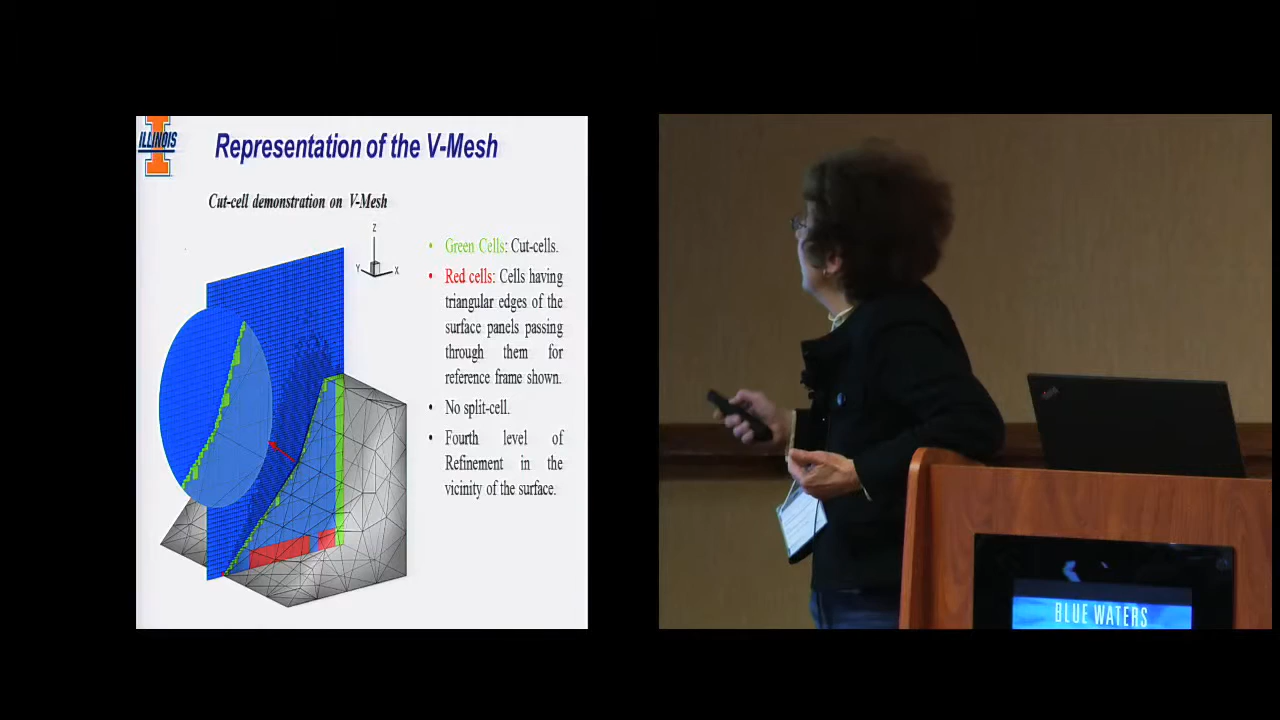 ILLINOIS
Representation of the V-Mesh
Cut-cell demonstration on V-Mesh
Z
Y
X
• Green Cells: Cut-cells.
• Red cells: Cells having
triangular edges of the
surface panels passing
through them for
reference frame shown.
• No split-cell.
• Fourth level of
Refinement in the
vicinity of the surface.
BLUE WATERS